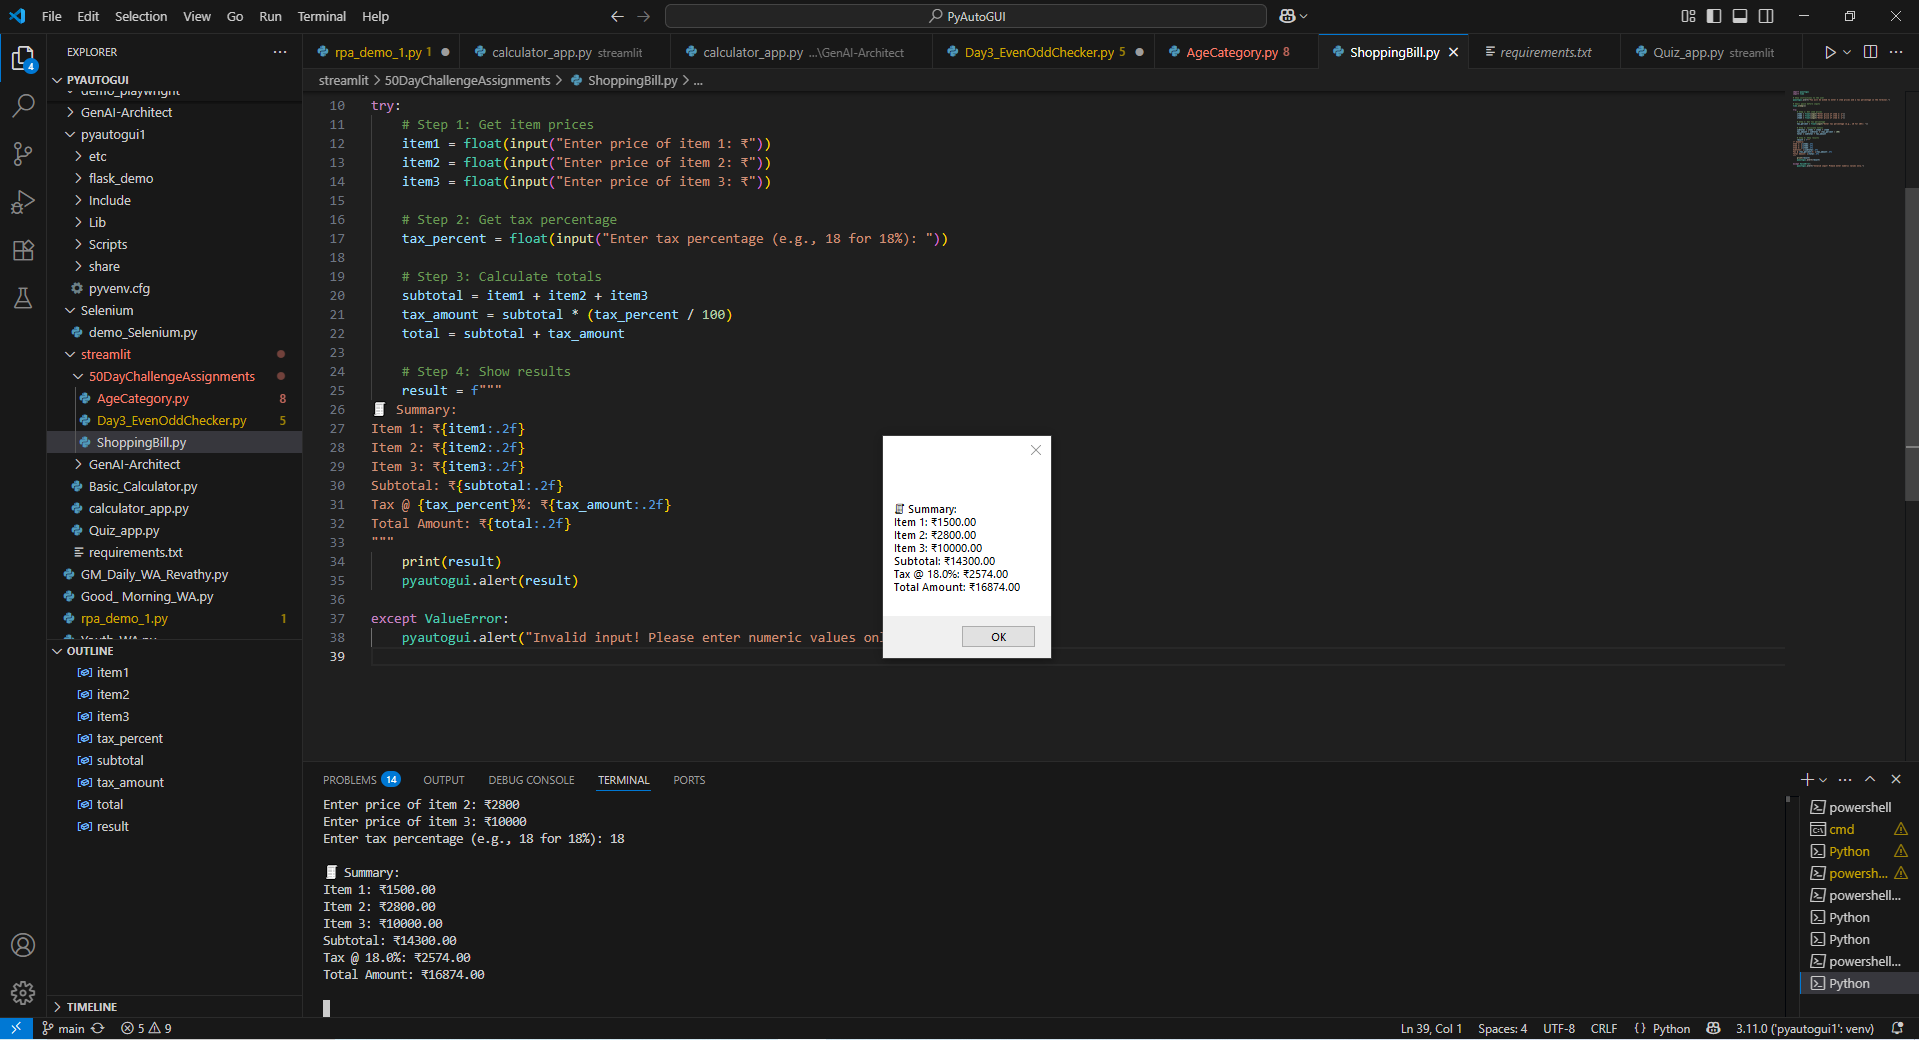 File Edit Selection View Go Run Terminal Help
PyAutoGUI
EXPLORER
PYAUTOGUI
demo_playwright
GenAI-Architect
pyautogui1
etc
flask_demo
Include
Lib
Scripts
share
pyvenv.cfg
Selenium
demo_Selenium.py
streamlit
50DayChallengeAssignments
AgeCategory.py 8
Day3_EvenOddChecker.py 5
ShoppingBill.py
GenAI-Architect
Basic_Calculator.py
calculator_app.py
Quiz_app.py
requirements.txt
GM_Daily_WA_Revathy.py
Good_ Morning_WA.py
rpa_demo_1.py 1
Youth_WA.py
OUTLINE
item1
item2
item3
tax_percent
subtotal
tax_amount
total
result
TIMELINE
rpa_demo_1.py 1
calculator_app.py streamlit
calculator_app.py ...\GenAI-Architect
Day3_EvenOddChecker.py 5
AgeCategory.py 8
ShoppingBill.py
requirements.txt
Quiz_app.py streamlit
streamlit > 50DayChallengeAssignments > ShoppingBill.py > ...
10 try:
11 # Step 1: Get item prices
12 item1 = float(input("Enter price of item 1: ₹"))
13 item2 = float(input("Enter price of item 2: ₹"))
14 item3 = float(input("Enter price of item 3: ₹"))
15
16 # Step 2: Get tax percentage
17 tax_percent = float(input("Enter tax percentage (e.g., 18 for 18%): "))
18
19 # Step 3: Calculate totals
20 subtotal = item1 + item2 + item3
21 tax_amount = subtotal * (tax_percent / 100)
22 total = subtotal + tax_amount
23
24 # Step 4: Show results
25 result = f"""
26 🧾 Summary:
27 Item 1: ₹{item1:.2f}
28 Item 2: ₹{item2:.2f}
29 Item 3: ₹{item3:.2f}
30 Subtotal: ₹{subtotal:.2f}
31 Tax @ {tax_percent}%: ₹{tax_amount:.2f}
32 Total Amount: ₹{total:.2f}
33 """
34 print(result)
35 pyautogui.alert(result)
36
37 except ValueError:
38 pyautogui.alert("Invalid input! Please enter numeric values onl
39
🧾 Summary:
Item 1: ₹1500.00
Item 2: ₹2800.00
Item 3: ₹10000.00
Subtotal: ₹14300.00
Tax @ 18.0%: ₹2574.00
Total Amount: ₹16874.00
OK
PROBLEMS 14 OUTPUT DEBUG CONSOLE TERMINAL PORTS
Enter price of item 2: ₹2800
Enter price of item 3: ₹10000
Enter tax percentage (e.g., 18 for 18%): 18
🧾 Summary:
Item 1: ₹1500.00
Item 2: ₹2800.00
Item 3: ₹10000.00
Subtotal: ₹14300.00
Tax @ 18.0%: ₹2574.00
Total Amount: ₹16874.00
powershell
cmd
Python
powersh...
powershell...
Python
Python
powershell...
Python
4
main 5 9
Ln 39, Col 1 Spaces: 4 UTF-8 CRLF {} Python 3.11.0 ('pyautogui1': venv)